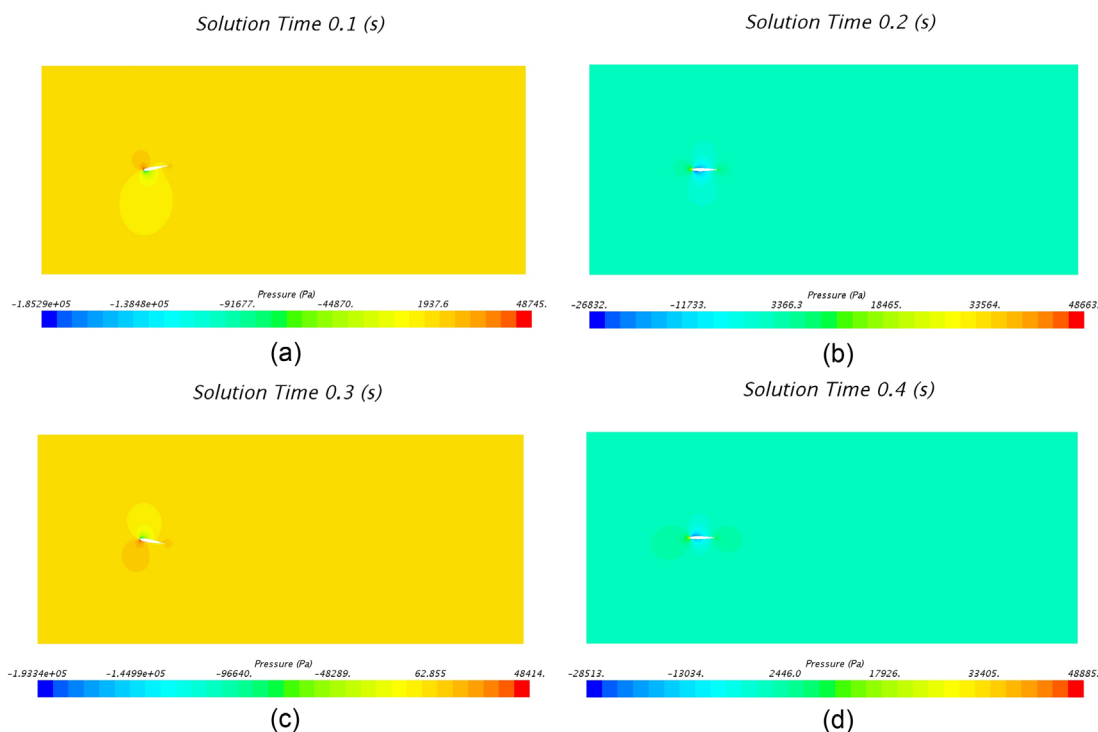 Solution Time 0.1 (s)
Pressure (Pa)
-1.8529e+05 -1.3848e+05 -91677. -44870. 1937.6 48745.
(a)
Solution Time 0.2 (s)
Pressure (Pa)
-26832. -11733. 3366.3 18465. 33564. 48663.
(b)
Solution Time 0.3 (s)
Pressure (Pa)
-1.9334e+05 -1.4499e+05 -96640. -48289. 62.855 48414.
(c)
Solution Time 0.4 (s)
Pressure (Pa)
-28513. -13034. 2446.0 17926. 33405. 48885.
(d)